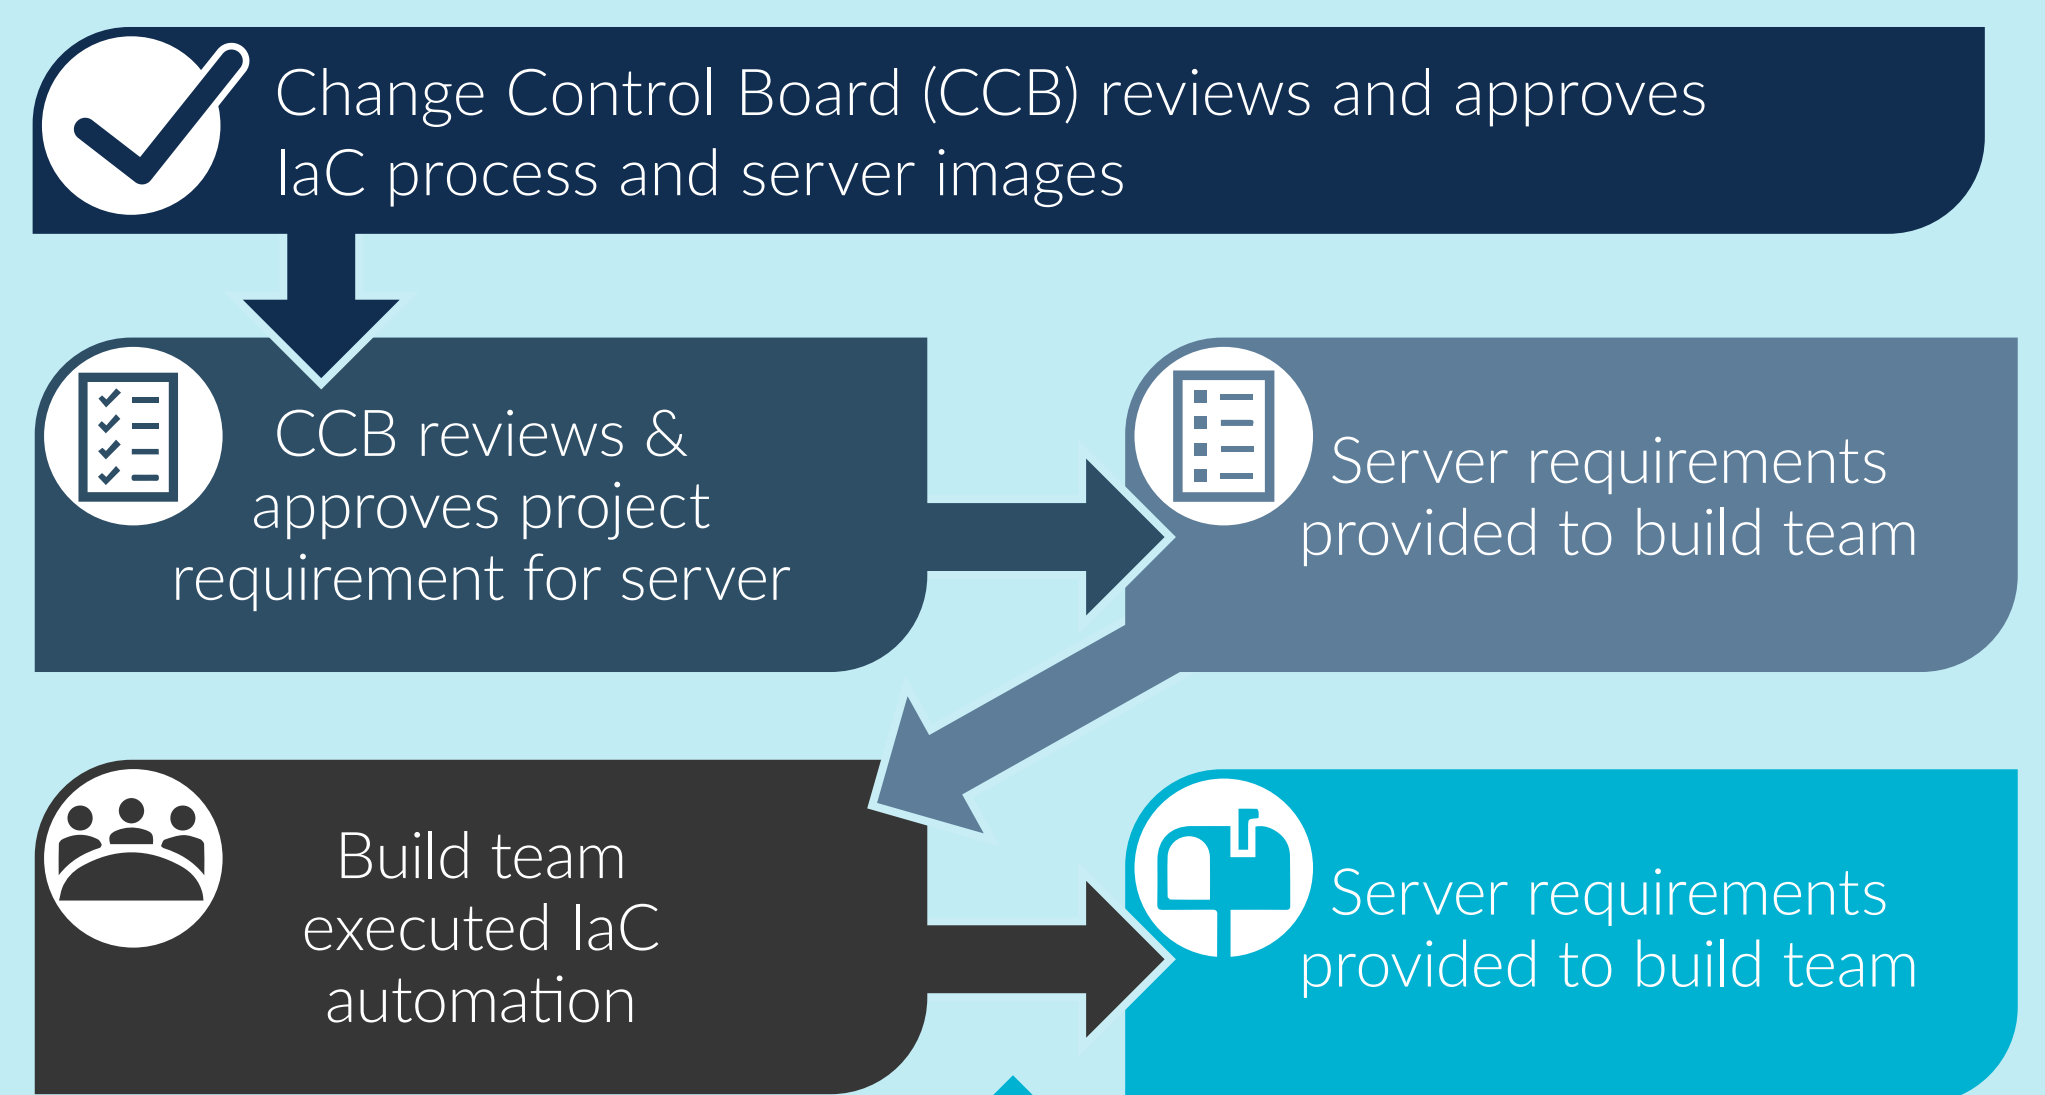 Change Control Board (CCB) reviews and approves
IaC process and server images
CCB reviews &
approves project
requirement for server
Server requirements
provided to build team
Build team
executed IaC
automation
Server requirements
provided to build team